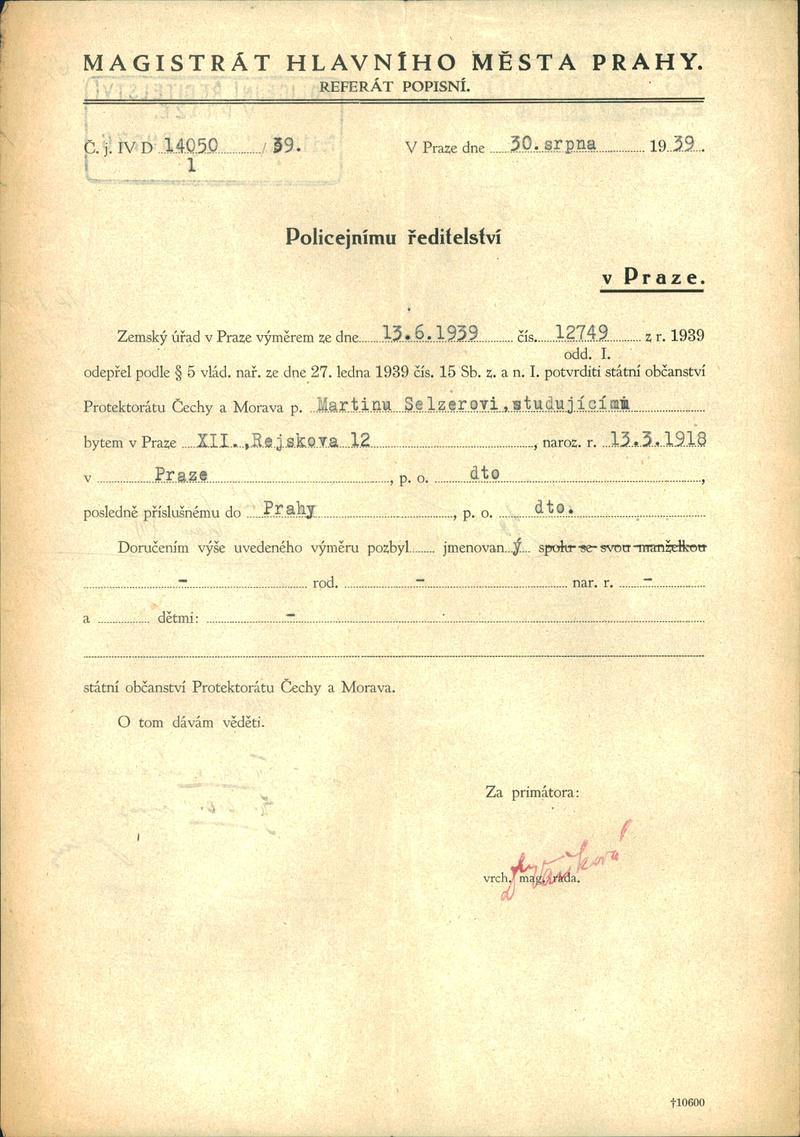 MAGISTRÁT HLAVNÍHO MĚSTA PRAHY.
REFERÁT POPISNÍ.
Č. j. IV D 14050 / 39. V Praze dne 30. srpna 1939.
1
Policejnímu ředitelství
v Praze.
Zemský úřad v Praze výměrem ze dne 13.6.1939 čís. 12749 z r. 1939
odd. I.
odepřel podle § 5 vlád. nař. ze dne 27. ledna 1939 čís. 15 Sb. z. a n. I. potvrditi státní občanství
Protektorátu Čechy a Morava p. Martinu Selzerovi, studujícímu
bytem v Praze XII., Rejskova 12, naroz. r. 13.3.1918
v Praze, p. o. dto,
posledně příslušnému do Prahy, p. o. dto.
Doručením výše uvedeného výměru pozbyl jmenovaný spolu se svou manželkou
- rod. - nar. r. -
a dětmi: -
státní občanství Protektorátu Čechy a Morava.
O tom dávám věděti.
Za primátora:
vrch. mag. rada.
†10600